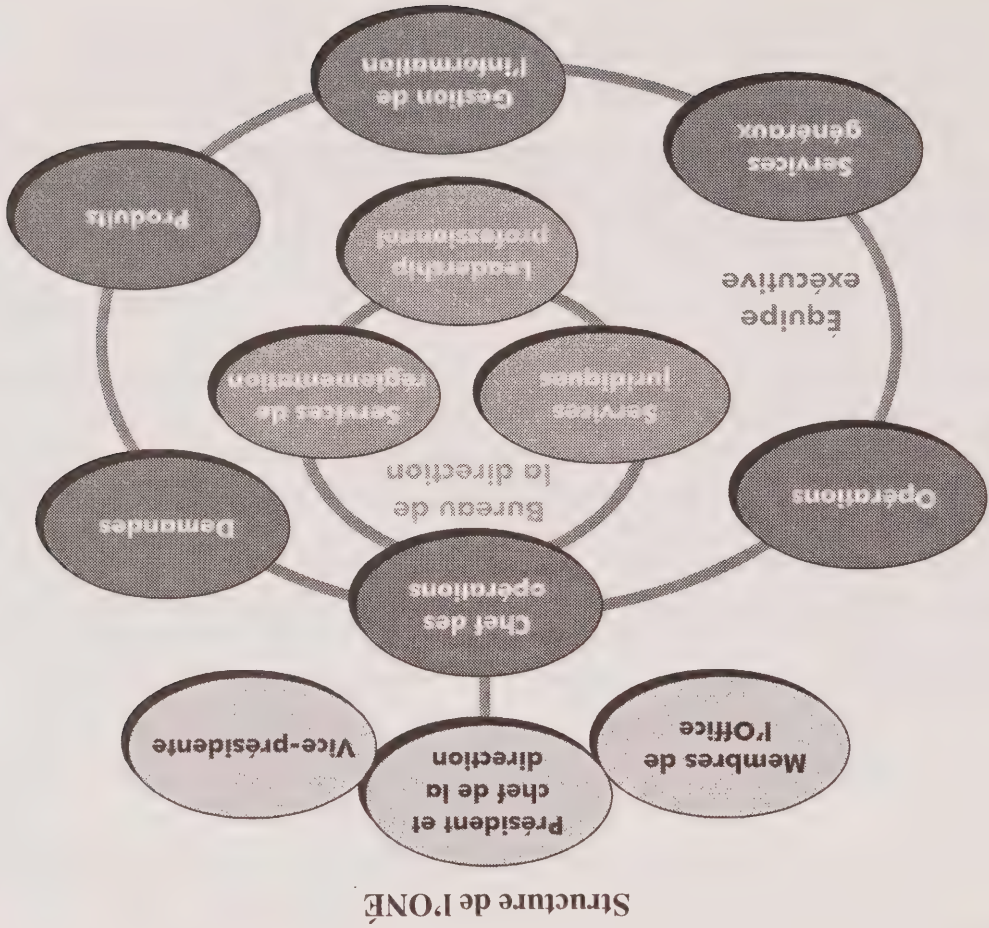 Structure de l'ONÉ
Membres de
l'Office
Président et
chef de la
direction
Vice-présidente
Chef des
opérations
Opérations
Demandes
Bureau de
la direction
Services
juridiques
Services de
réglementation
Équipe
exécutive
Leadership
professionnel
Services
généraux
Produits
Gestion de
l'information